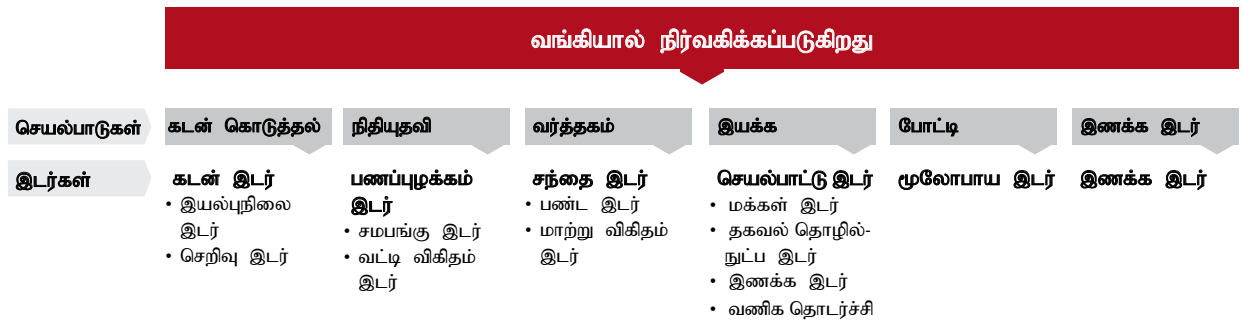 வங்கியால் நிர்வகிக்கப்படுகிறது
செயல்பாடுகள்
கடன் கொடுத்தல்
நிதியுதவி
வர்த்தகம்
இயக்க
போட்டி
இணக்க இடர்
இடர்கள்
கடன் இடர்
• இயல்புநிலை
இடர்
• செறிவு இடர்
பணப்புழக்கம்
இடர்
• சமபங்கு இடர்
• வட்டி விகிதம்
இடர்
சந்தை இடர்
• பண்ட இடர்
• மாற்று விகிதம்
இடர்
செயல்பாட்டு இடர்
• மக்கள் இடர்
• தகவல் தொழில்-
நுட்ப இடர்
• இணக்க இடர்
• வணிக தொடர்ச்சி
மூலோபாய இடர்
இணக்க இடர்